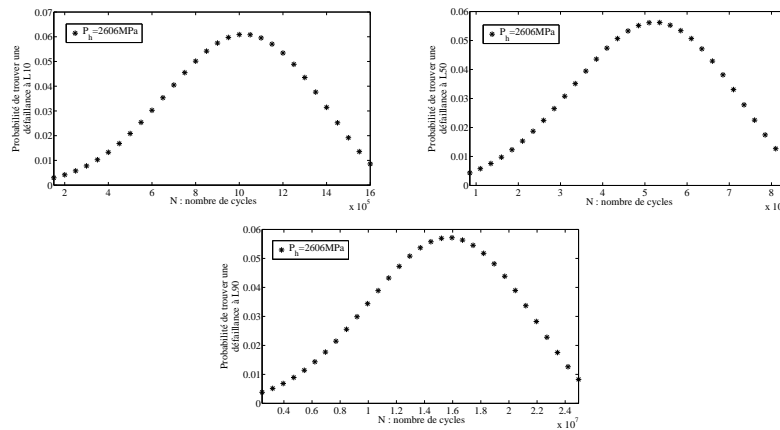 0.07
0.06
0.05
0.04
0.03
0.02
0.01
0
Probabilité de trouver une
défaillance à L10
P_h=2606MPa
2 4 6 8 10 12 14 16
x 10^5
N : nombre de cycles
0.06
0.05
0.04
0.03
0.02
0.01
0
Probabilité de trouver une
défaillance à L50
P_h=2606MPa
1 2 3 4 5 6 7 8
x 10
N : nombre de cycles
0.06
0.05
0.04
0.03
0.02
0.01
0
Probabilité de trouver une
défaillance à L90
P_h=2606MPa
0.4 0.6 0.8 1 1.2 1.4 1.6 1.8 2 2.2 2.4
x 10^7
N : nombre de cycles